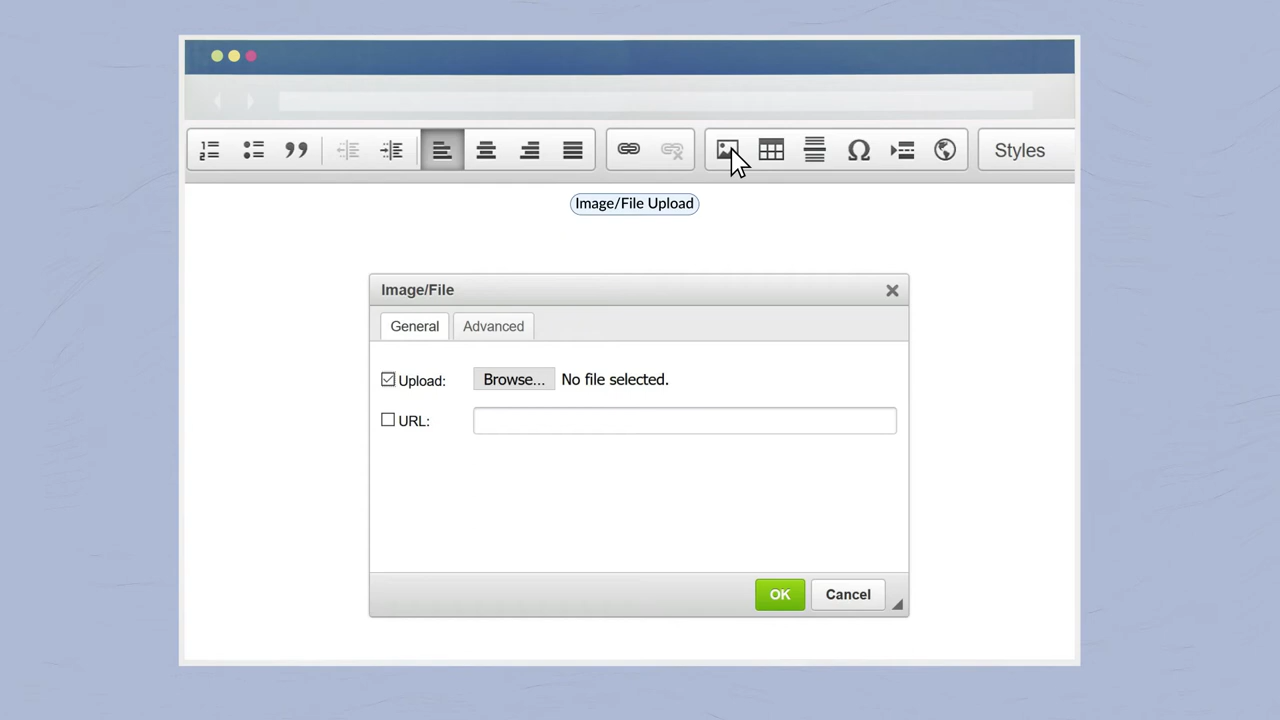 Styles
Image/File Upload
Image/File
General Advanced
Upload: Browse... No file selected.
URL:
OK Cancel